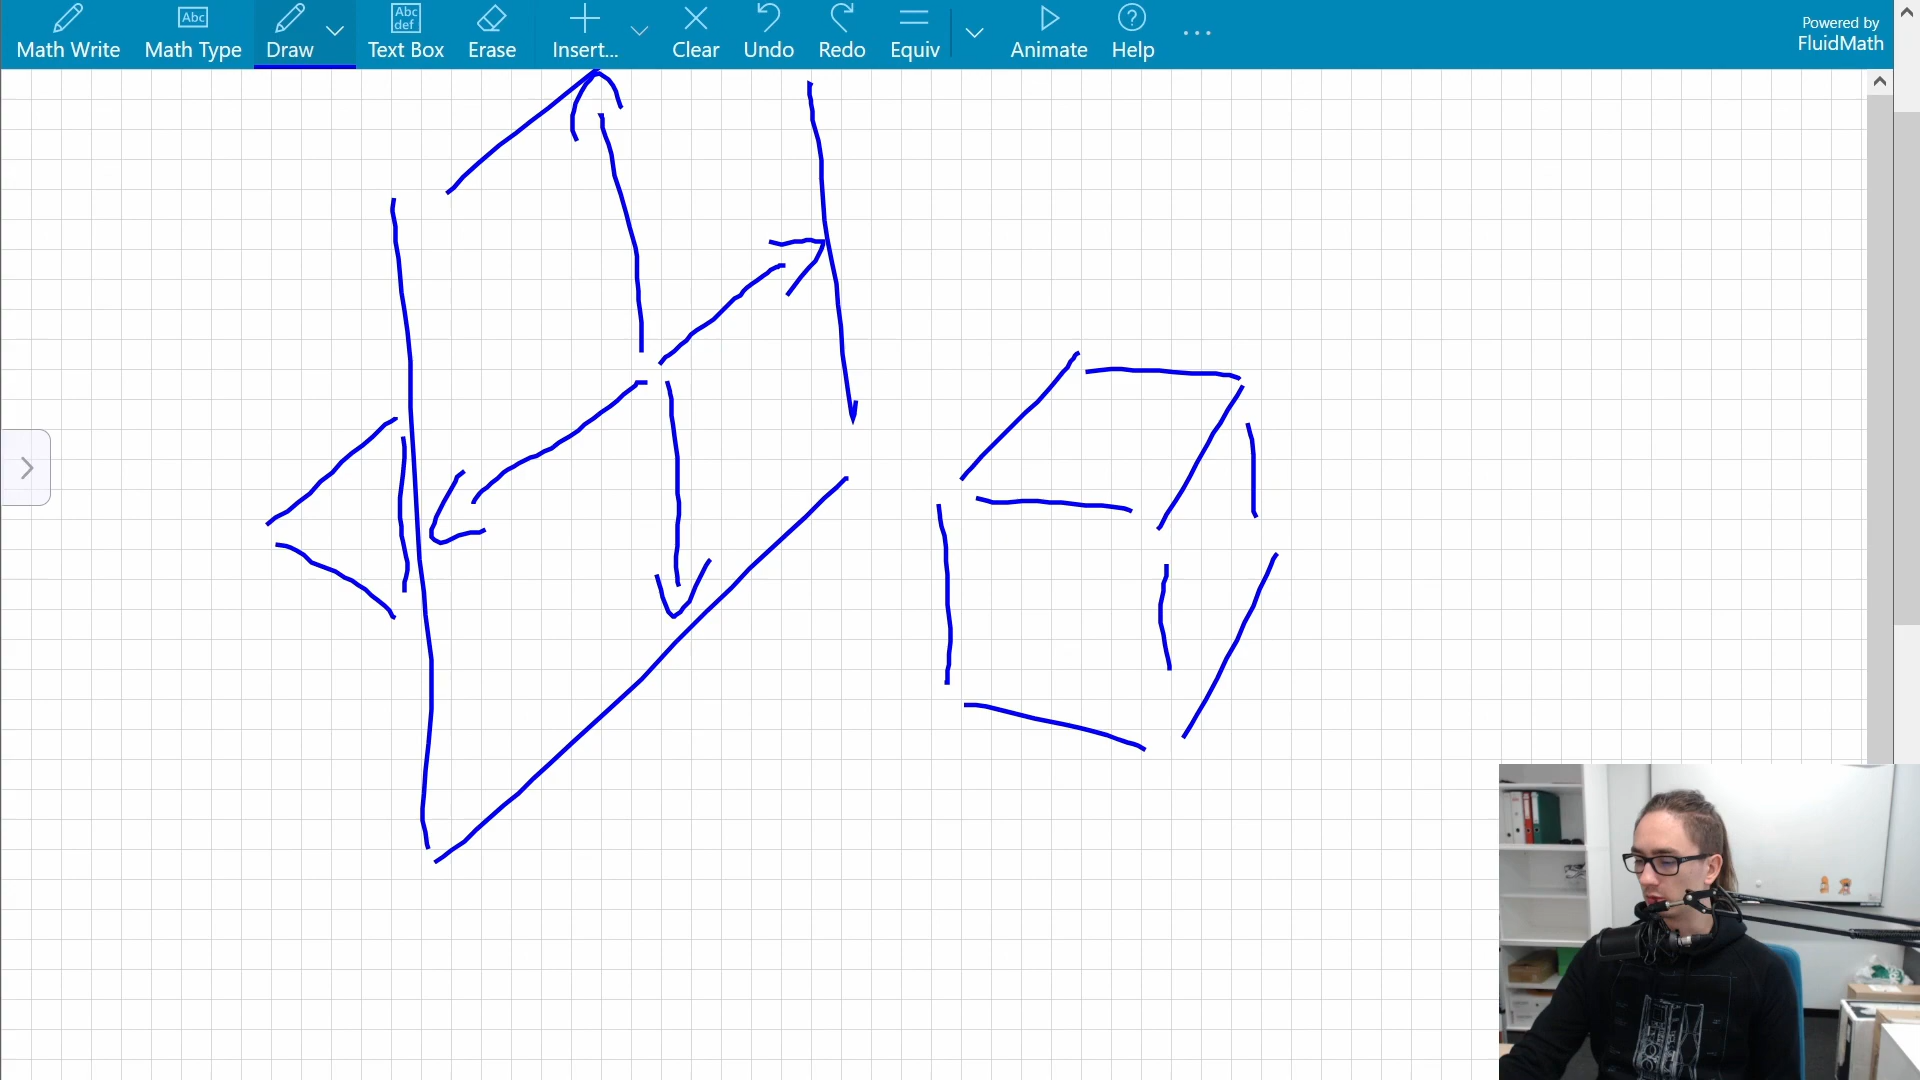 Math Write
Abc
Math Type
Draw
Abc
def
Text Box
Erase
Insert...
Clear
Undo
Redo
Equiv
Animate
?
Help
Powered by
FluidMath